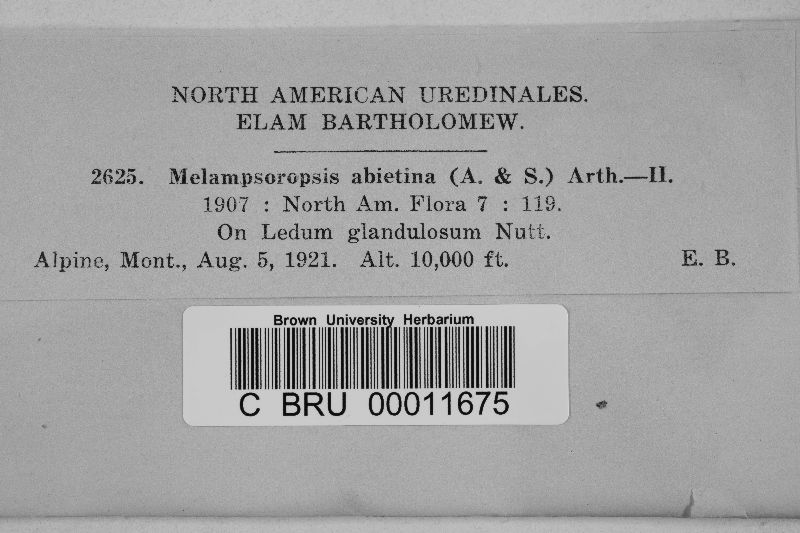 NORTH AMERICAN UREDINALES.
ELAM BARTHOLOMEW.
2625. Melampsoropsis abietina (A. & S.) Arth.—II.
1907 : North Am. Flora 7 : 119.
On Ledum glandulosum Nutt.
Alpine, Mont., Aug. 5, 1921. Alt. 10,000 ft. E. B.
Brown University Herbarium
C BRU 00011675